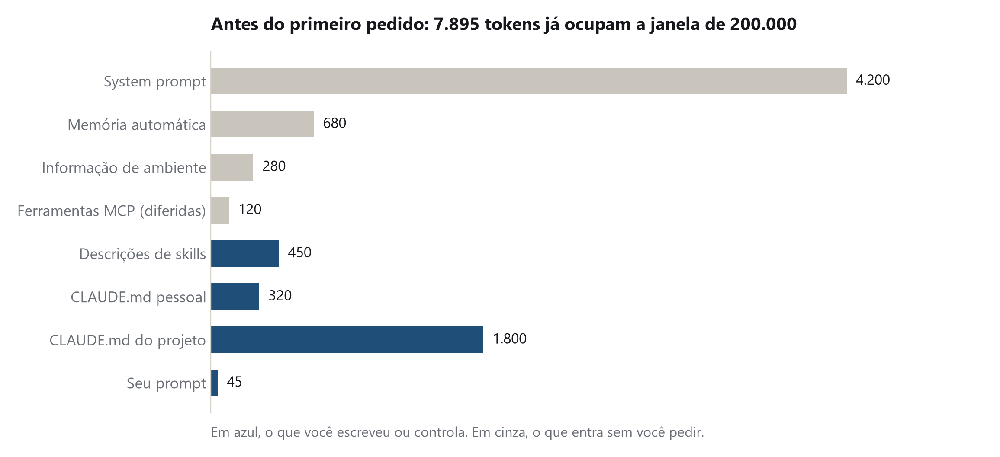 Antes do primeiro pedido: 7.895 tokens já ocupam a janela de 200.000
System prompt 4.200
Memória automática 680
Informação de ambiente 280
Ferramentas MCP (diferidas) 120
Descrições de skills 450
CLAUDE.md pessoal 320
CLAUDE.md do projeto 1.800
Seu prompt 45
Em azul, o que você escreveu ou controla. Em cinza, o que entra sem você pedir.